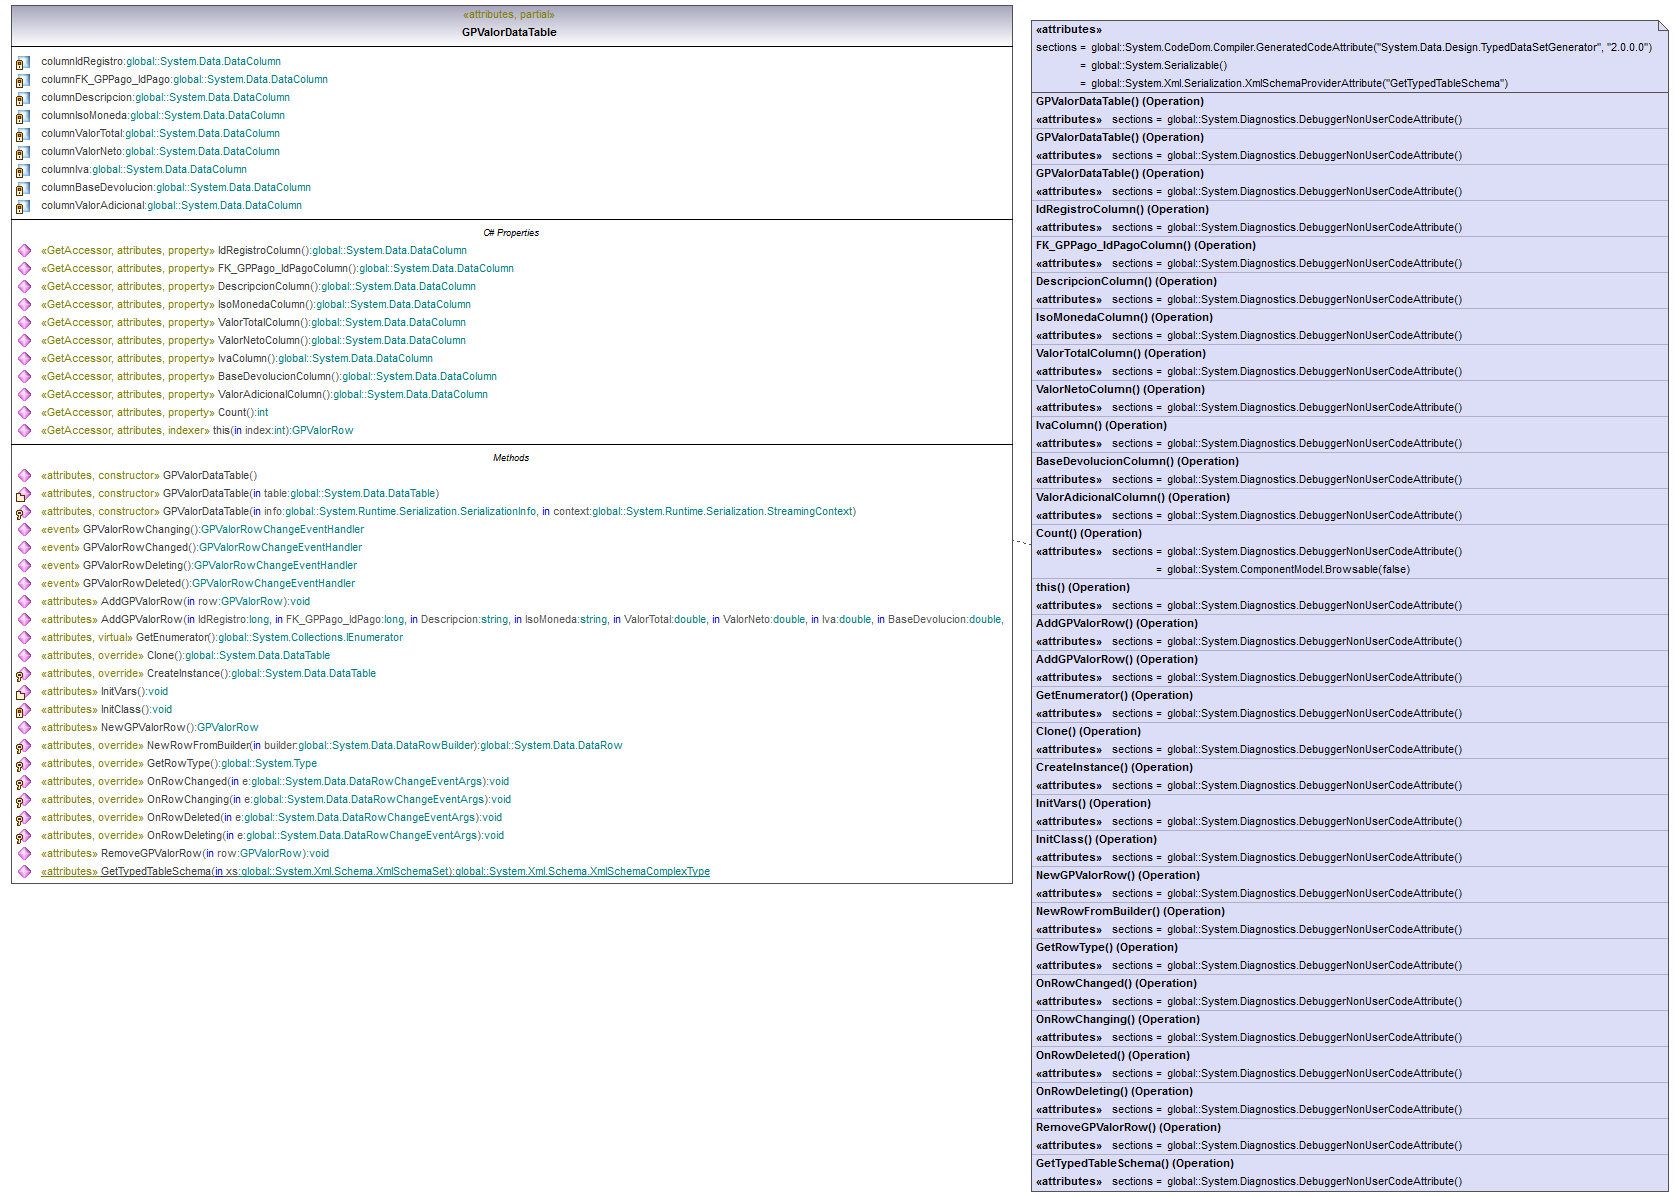 «attributes, partial»
GPValorDataTable
columnIdRegistro:global::System.Data.DataColumn
columnFK_GPPago_IdPago:global::System.Data.DataColumn
columnDescripcion:global::System.Data.DataColumn
columnIsoMoneda:global::System.Data.DataColumn
columnValorTotal:global::System.Data.DataColumn
columnValorNeto:global::System.Data.DataColumn
columnIva:global::System.Data.DataColumn
columnBaseDevolucion:global::System.Data.DataColumn
columnValorAdicional:global::System.Data.DataColumn
C# Properties
«GetAccessor, attributes, property» IdRegistroColumn():global::System.Data.DataColumn
«GetAccessor, attributes, property» FK_GPPago_IdPagoColumn():global::System.Data.DataColumn
«GetAccessor, attributes, property» DescripcionColumn():global::System.Data.DataColumn
«GetAccessor, attributes, property» IsoMonedaColumn():global::System.Data.DataColumn
«GetAccessor, attributes, property» ValorTotalColumn():global::System.Data.DataColumn
«GetAccessor, attributes, property» ValorNetoColumn():global::System.Data.DataColumn
«GetAccessor, attributes, property» IvaColumn():global::System.Data.DataColumn
«GetAccessor, attributes, property» BaseDevolucionColumn():global::System.Data.DataColumn
«GetAccessor, attributes, property» ValorAdicionalColumn():global::System.Data.DataColumn
«GetAccessor, attributes, property» Count():int
«GetAccessor, attributes, indexer» this(in index:int):GPValorRow
Methods
«attributes, constructor» GPValorDataTable()
«attributes, constructor» GPValorDataTable(in table:global::System.Data.DataTable)
«attributes, constructor» GPValorDataTable(in info:global::System.Runtime.Serialization.SerializationInfo, in context:global::System.Runtime.Serialization.StreamingContext)
«event» GPValorRowChanging():GPValorRowChangeEventHandler
«event» GPValorRowChanged():GPValorRowChangeEventHandler
«event» GPValorRowDeleting():GPValorRowChangeEventHandler
«event» GPValorRowDeleted():GPValorRowChangeEventHandler
«attributes» AddGPValorRow(in row:GPValorRow):void
«attributes» AddGPValorRow(in IdRegistro:long, in FK_GPPago_IdPago:long, in Descripcion:string, in IsoMoneda:string, in ValorTotal:double, in ValorNeto:double, in Iva:double, in BaseDevolucion:double,
«attributes, virtual» GetEnumerator():global::System.Collections.IEnumerator
«attributes, override» Clone():global::System.Data.DataTable
«attributes, override» CreateInstance():global::System.Data.DataTable
«attributes» InitVars():void
«attributes» InitClass():void
«attributes» NewGPValorRow():GPValorRow
«attributes, override» NewRowFromBuilder(in builder:global::System.Data.DataRowBuilder):global::System.Data.DataRow
«attributes, override» GetRowType():global::System.Type
«attributes, override» OnRowChanged(in e:global::System.Data.DataRowChangeEventArgs):void
«attributes, override» OnRowChanging(in e:global::System.Data.DataRowChangeEventArgs):void
«attributes, override» OnRowDeleted(in e:global::System.Data.DataRowChangeEventArgs):void
«attributes, override» OnRowDeleting(in e:global::System.Data.DataRowChangeEventArgs):void
«attributes» RemoveGPValorRow(in row:GPValorRow):void
«attributes» GetTypedTableSchema(in xs:global::System.Xml.Schema.XmlSchemaSet):global::System.Xml.Schema.XmlSchemaComplexType
«attributes»
sections = global::System.CodeDom.Compiler.GeneratedCodeAttribute("System.Data.Design.TypedDataSetGenerator", "2.0.0.0")
= global::System.Serializable()
= global::System.Xml.Serialization.XmlSchemaProviderAttribute("GetTypedTableSchema")
GPValorDataTable() (Operation)
«attributes» sections = global::System.Diagnostics.DebuggerNonUserCodeAttribute()
GPValorDataTable() (Operation)
«attributes» sections = global::System.Diagnostics.DebuggerNonUserCodeAttribute()
GPValorDataTable() (Operation)
«attributes» sections = global::System.Diagnostics.DebuggerNonUserCodeAttribute()
IdRegistroColumn() (Operation)
«attributes» sections = global::System.Diagnostics.DebuggerNonUserCodeAttribute()
FK_GPPago_IdPagoColumn() (Operation)
«attributes» sections = global::System.Diagnostics.DebuggerNonUserCodeAttribute()
DescripcionColumn() (Operation)
«attributes» sections = global::System.Diagnostics.DebuggerNonUserCodeAttribute()
IsoMonedaColumn() (Operation)
«attributes» sections = global::System.Diagnostics.DebuggerNonUserCodeAttribute()
ValorTotalColumn() (Operation)
«attributes» sections = global::System.Diagnostics.DebuggerNonUserCodeAttribute()
ValorNetoColumn() (Operation)
«attributes» sections = global::System.Diagnostics.DebuggerNonUserCodeAttribute()
IvaColumn() (Operation)
«attributes» sections = global::System.Diagnostics.DebuggerNonUserCodeAttribute()
BaseDevolucionColumn() (Operation)
«attributes» sections = global::System.Diagnostics.DebuggerNonUserCodeAttribute()
ValorAdicionalColumn() (Operation)
«attributes» sections = global::System.Diagnostics.DebuggerNonUserCodeAttribute()
Count() (Operation)
«attributes» sections = global::System.Diagnostics.DebuggerNonUserCodeAttribute()
= global::System.ComponentModel.Browsable(false)
this() (Operation)
«attributes» sections = global::System.Diagnostics.DebuggerNonUserCodeAttribute()
AddGPValorRow() (Operation)
«attributes» sections = global::System.Diagnostics.DebuggerNonUserCodeAttribute()
AddGPValorRow() (Operation)
«attributes» sections = global::System.Diagnostics.DebuggerNonUserCodeAttribute()
GetEnumerator() (Operation)
«attributes» sections = global::System.Diagnostics.DebuggerNonUserCodeAttribute()
Clone() (Operation)
«attributes» sections = global::System.Diagnostics.DebuggerNonUserCodeAttribute()
CreateInstance() (Operation)
«attributes» sections = global::System.Diagnostics.DebuggerNonUserCodeAttribute()
InitVars() (Operation)
«attributes» sections = global::System.Diagnostics.DebuggerNonUserCodeAttribute()
InitClass() (Operation)
«attributes» sections = global::System.Diagnostics.DebuggerNonUserCodeAttribute()
NewGPValorRow() (Operation)
«attributes» sections = global::System.Diagnostics.DebuggerNonUserCodeAttribute()
NewRowFromBuilder() (Operation)
«attributes» sections = global::System.Diagnostics.DebuggerNonUserCodeAttribute()
GetRowType() (Operation)
«attributes» sections = global::System.Diagnostics.DebuggerNonUserCodeAttribute()
OnRowChanged() (Operation)
«attributes» sections = global::System.Diagnostics.DebuggerNonUserCodeAttribute()
OnRowChanging() (Operation)
«attributes» sections = global::System.Diagnostics.DebuggerNonUserCodeAttribute()
OnRowDeleted() (Operation)
«attributes» sections = global::System.Diagnostics.DebuggerNonUserCodeAttribute()
OnRowDeleting() (Operation)
«attributes» sections = global::System.Diagnostics.DebuggerNonUserCodeAttribute()
RemoveGPValorRow() (Operation)
«attributes» sections = global::System.Diagnostics.DebuggerNonUserCodeAttribute()
GetTypedTableSchema() (Operation)
«attributes» sections = global::System.Diagnostics.DebuggerNonUserCodeAttribute()